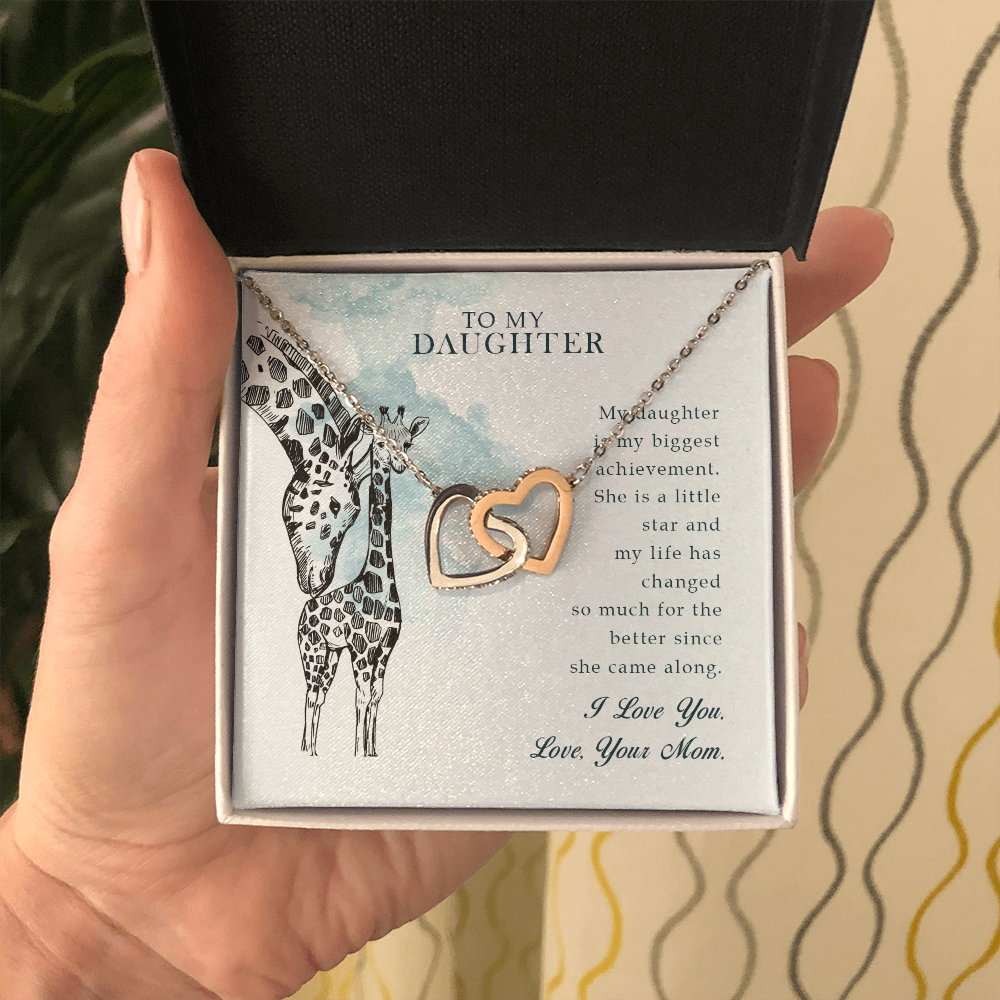 TO MY
DAUGHTER
My daughter
is my biggest
achievement.
She is a little
star and
my life has
changed
so much for the
better since
she came along.
I Love You.
Love, Your Mom.